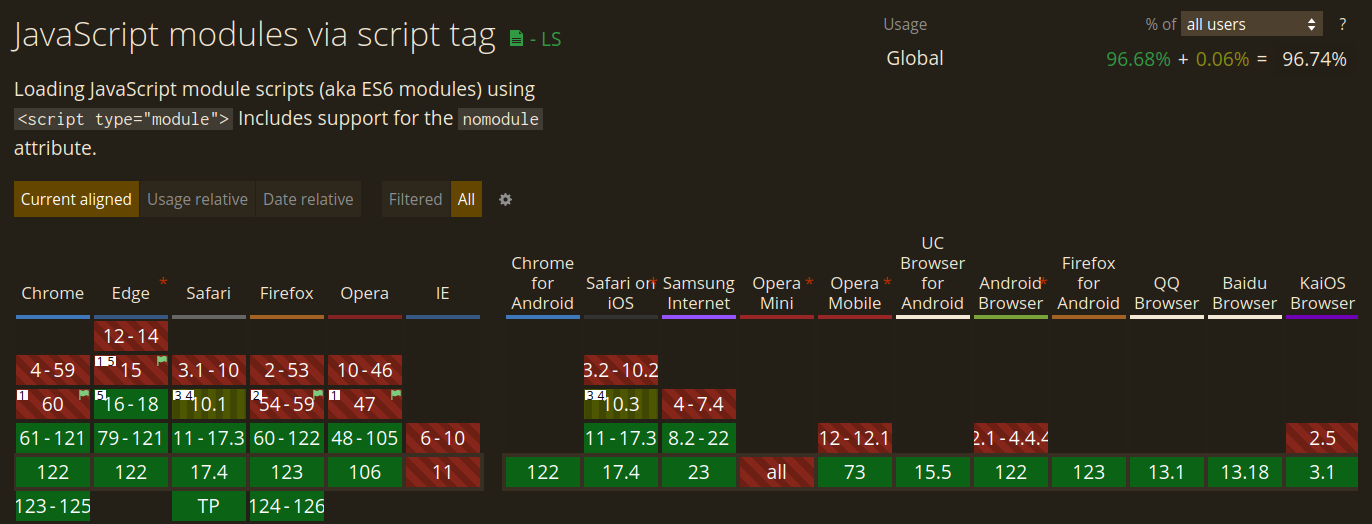 JavaScript modules via script tag - LS
Usage % of all users ?
Global 96.68% + 0.06% = 96.74%
Loading JavaScript module scripts (aka ES6 modules) using
<script type="module"> Includes support for the nomodule
attribute.
Current aligned Usage relative Date relative Filtered All
Chrome Edge * Safari Firefox Opera IE
Chrome for Android
Safari on iOS *
Samsung Internet
Opera Mini *
Opera Mobile *
UC Browser for Android
Android Browser *
Firefox for Android
QQ Browser
Baidu Browser
KaiOS Browser
12-14
4-59 1 5 15 3.1-10 2-53 10-46 3.2-10.2
1 60 5 16-18 3 4 10.1 2 54-59 1 47 3 4 10.3 4-7.4
61-121 79-121 11-17.3 60-122 48-105 6-10 11-17.3 8.2-22 12-12.1 2.1-4.4.4 2.5
122 122 17.4 123 106 11 122 17.4 23 all 73 15.5 122 123 13.1 13.18 3.1
123-125 TP 124-126